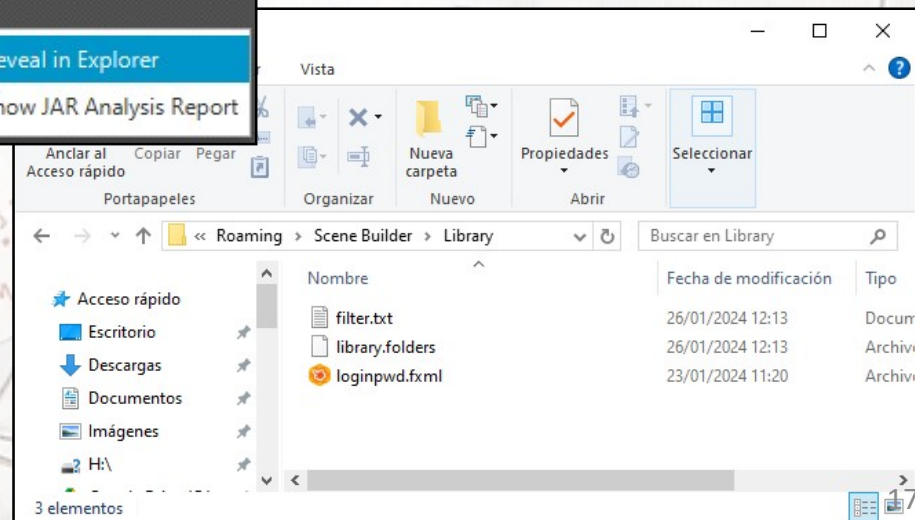 eveal in Explorer
how JAR Analysis Report
Vista
Anclar al Acceso rápido
Copiar
Pegar
Nueva carpeta
Propiedades
Seleccionar
Portapapeles
Organizar
Nuevo
Abrir
« Roaming > Scene Builder > Library
Buscar en Library
Nombre
Fecha de modificación
Tipo
Acceso rápido
Escritorio
Descargas
Documentos
Imágenes
H:\
filter.txt 26/01/2024 12:13 Docum
library.folders 26/01/2024 12:13 Archiv
loginpwd.fxml 23/01/2024 11:20 Archiv
3 elementos
17